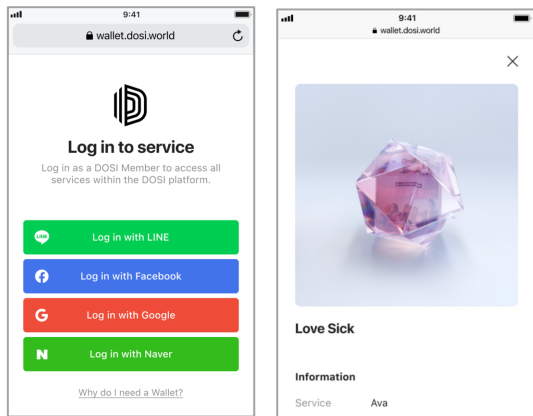 9:41
wallet.dosi.world
Log in to service
Log in as a DOSI Member to access all
services within the DOSI platform.
LINE
Log in with LINE
Log in with Facebook
G
Log in with Google
N
Log in with Naver
Why do I need a Wallet?
9:41
wallet.dosi.world
Love Sick
Information
Service Ava